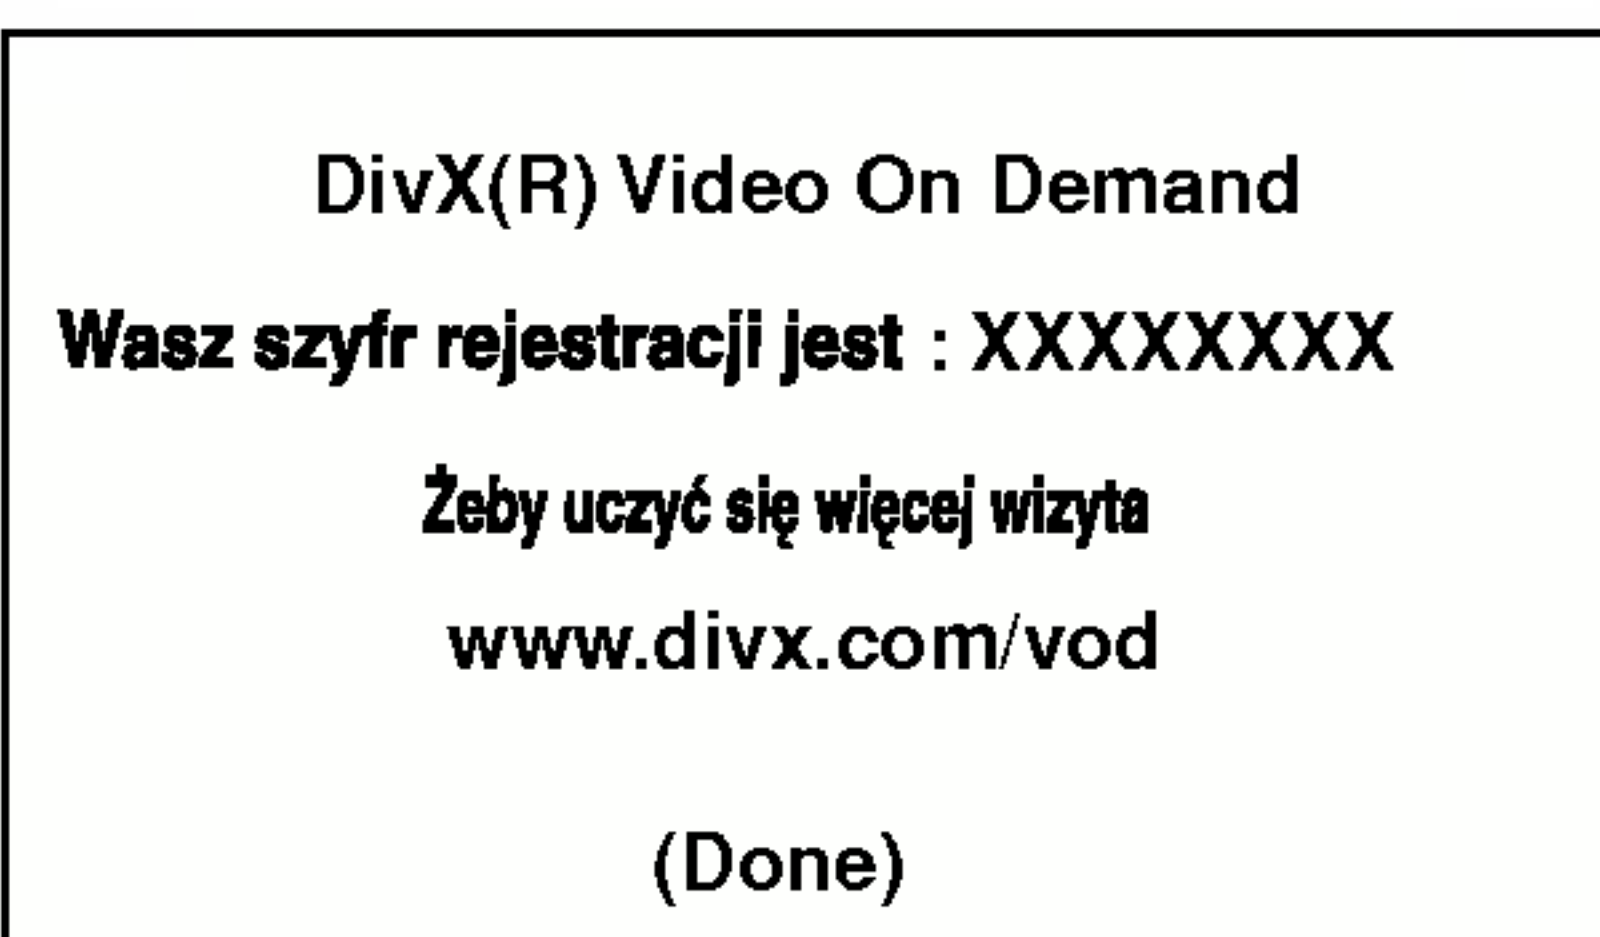 DivX(R) Video On Demand
Wasz szyfr rejestracji jest : XXXXXXXX
Żeby uczyć się więcej wizyta
www.divx.com/vod
(Done)